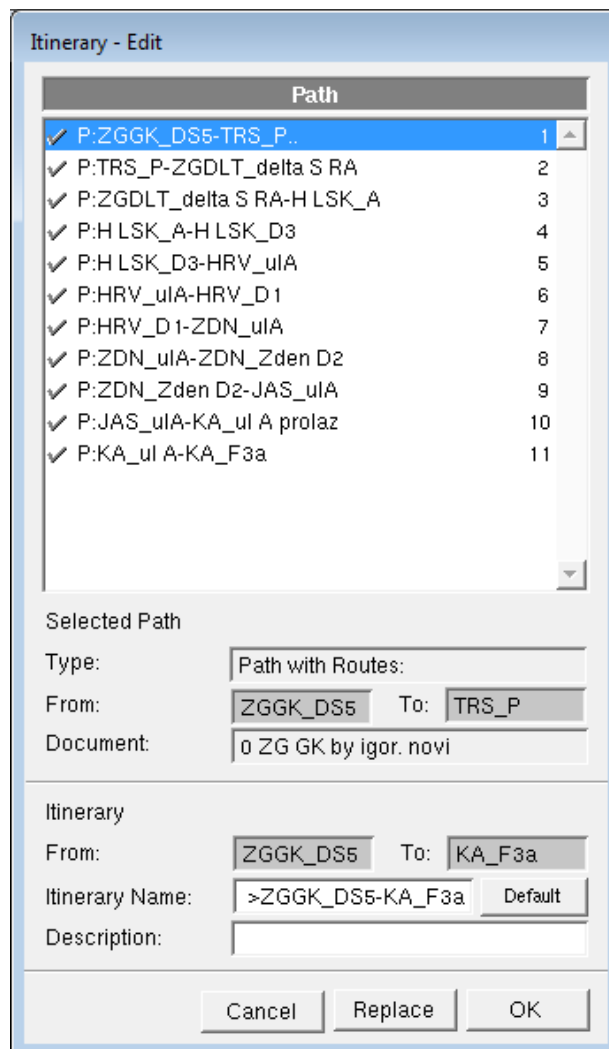 Itinerary - Edit
Path
P:ZGGK_DS5-TRS_P.. 1
P:TRS_P-ZGDLT_delta S RA 2
P:ZGDLT_delta S RA-H LSK_A 3
P:H LSK_A-H LSK_D3 4
P:H LSK_D3-HRV_ulA 5
P:HRV_ulA-HRV_D1 6
P:HRV_D1-ZDN_ulA 7
P:ZDN_ulA-ZDN_Zden D2 8
P:ZDN_Zden D2-JAS_ulA 9
P:JAS_ulA-KA_ul A prolaz 10
P:KA_ul A-KA_F3a 11
Selected Path
Type: Path with Routes:
From: ZGGK_DS5 To: TRS_P
Document: 0 ZG GK by igor. novi
Itinerary
From: ZGGK_DS5 To: KA_F3a
Itinerary Name: >ZGGK_DS5-KA_F3a Default
Description:
Cancel Replace OK